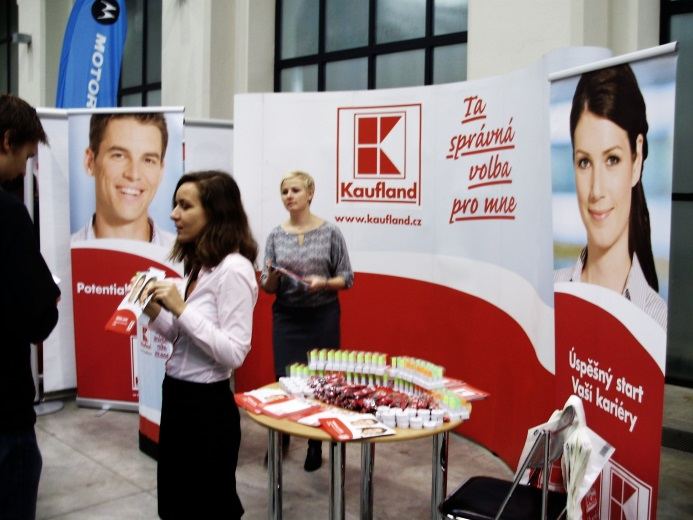 MOTOR
Potential
Kaufland
www.kaufland.cz
Ta
správná
volba
pro mne
Úspěšný start
Vaší kariéry